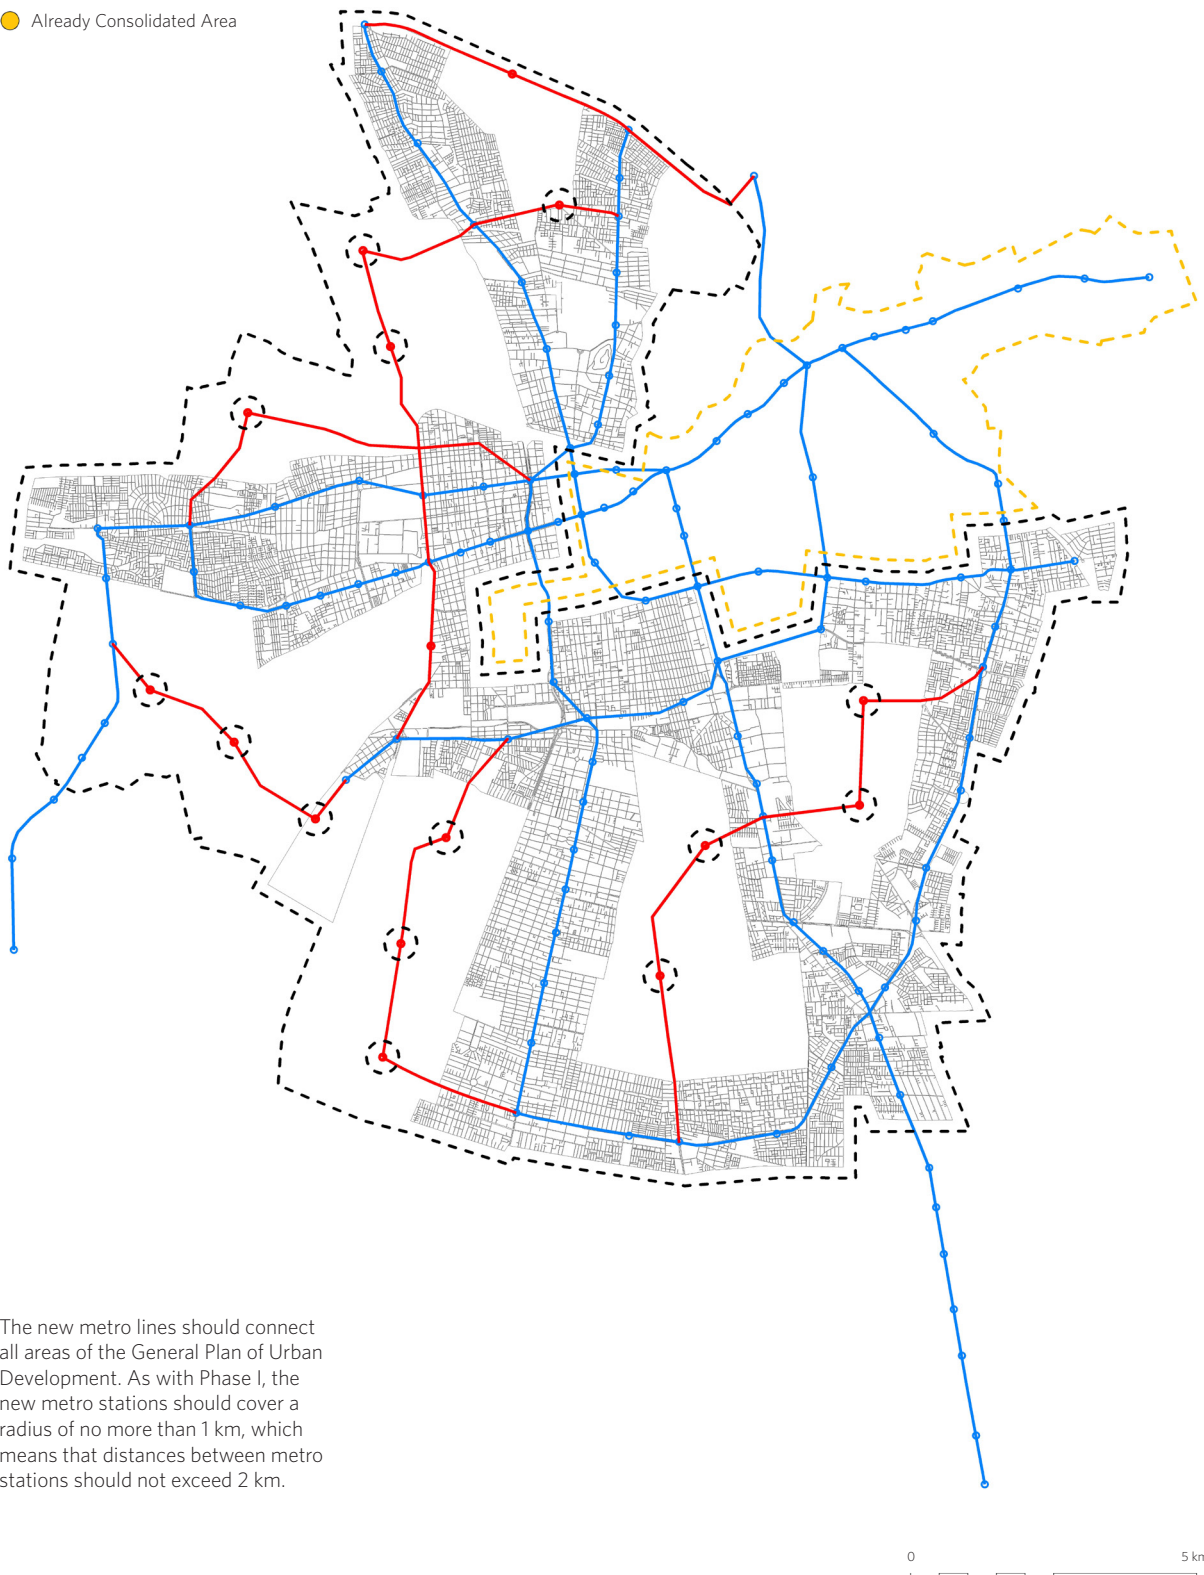 Already Consolidated Area
The new metro lines should connect
all areas of the General Plan of Urban
Development. As with Phase I, the
new metro stations should cover a
radius of no more than 1 km, which
means that distances between metro
stations should not exceed 2 km.
0 5 km